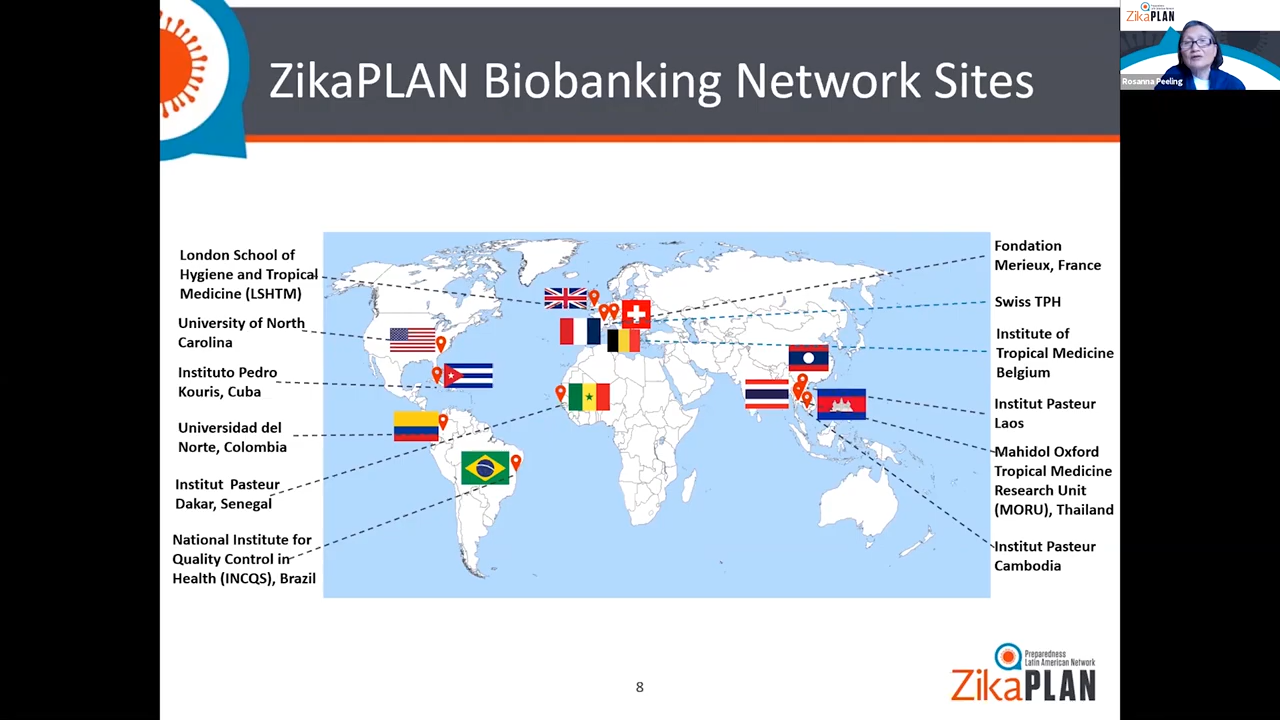 ZikaPLAN Biobanking Network Sites
ZikaPLAN
Rosanna Peeling
London School of
Hygiene and Tropical
Medicine (LSHTM)
University of North
Carolina
Instituto Pedro
Kouris, Cuba
Universidad del
Norte, Colombia
Institut Pasteur
Dakar, Senegal
National Institute for
Quality Control in
Health (INCQS), Brazil
Fondation
Merieux, France
Swiss TPH
Institute of
Tropical Medicine
Belgium
Institut Pasteur
Laos
Mahidol Oxford
Tropical Medicine
Research Unit
(MORU), Thailand
Institut Pasteur
Cambodia
8
Preparedness
Latin American Network
ZikaPLAN